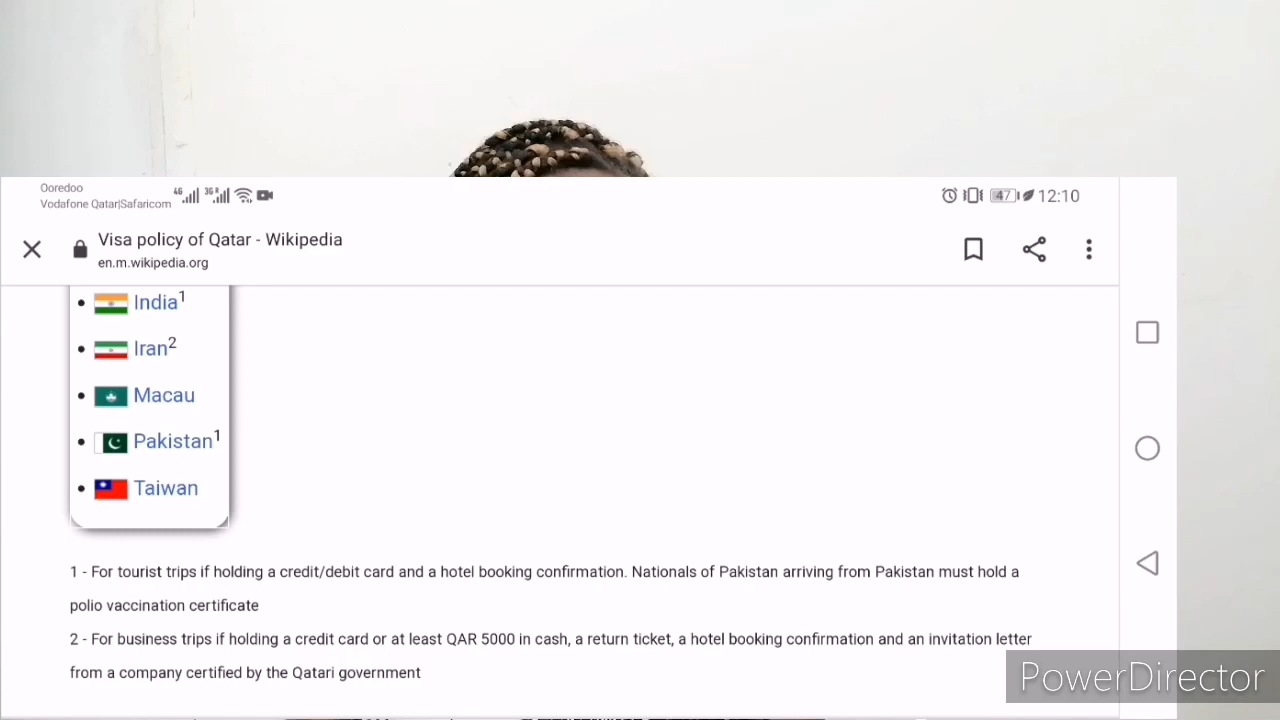 Ooredoo
Vodafone Qatar|Safaricom
4G 3G R 47 12:10
Visa policy of Qatar - Wikipedia
en.m.wikipedia.org
• India1
• Iran2
• Macau
• Pakistan1
• Taiwan
1 - For tourist trips if holding a credit/debit card and a hotel booking confirmation. Nationals of Pakistan arriving from Pakistan must hold a
polio vaccination certificate
2 - For business trips if holding a credit card or at least QAR 5000 in cash, a return ticket, a hotel booking confirmation and an invitation letter
from a company certified by the Qatari government
PowerDirector